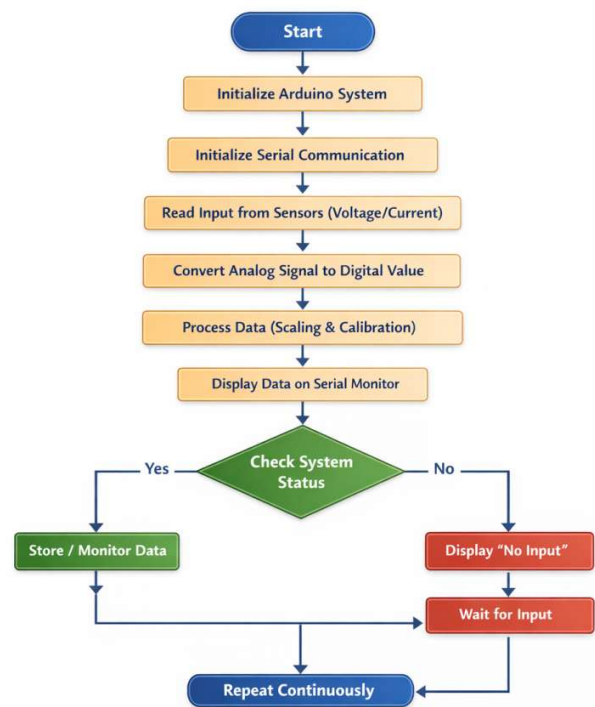 Start
Initialize Arduino System
Initialize Serial Communication
Read Input from Sensors (Voltage/Current)
Convert Analog Signal to Digital Value
Process Data (Scaling & Calibration)
Display Data on Serial Monitor
Check System
Status
Yes
No
Store / Monitor Data
Display “No Input”
Wait for Input
Repeat Continuously